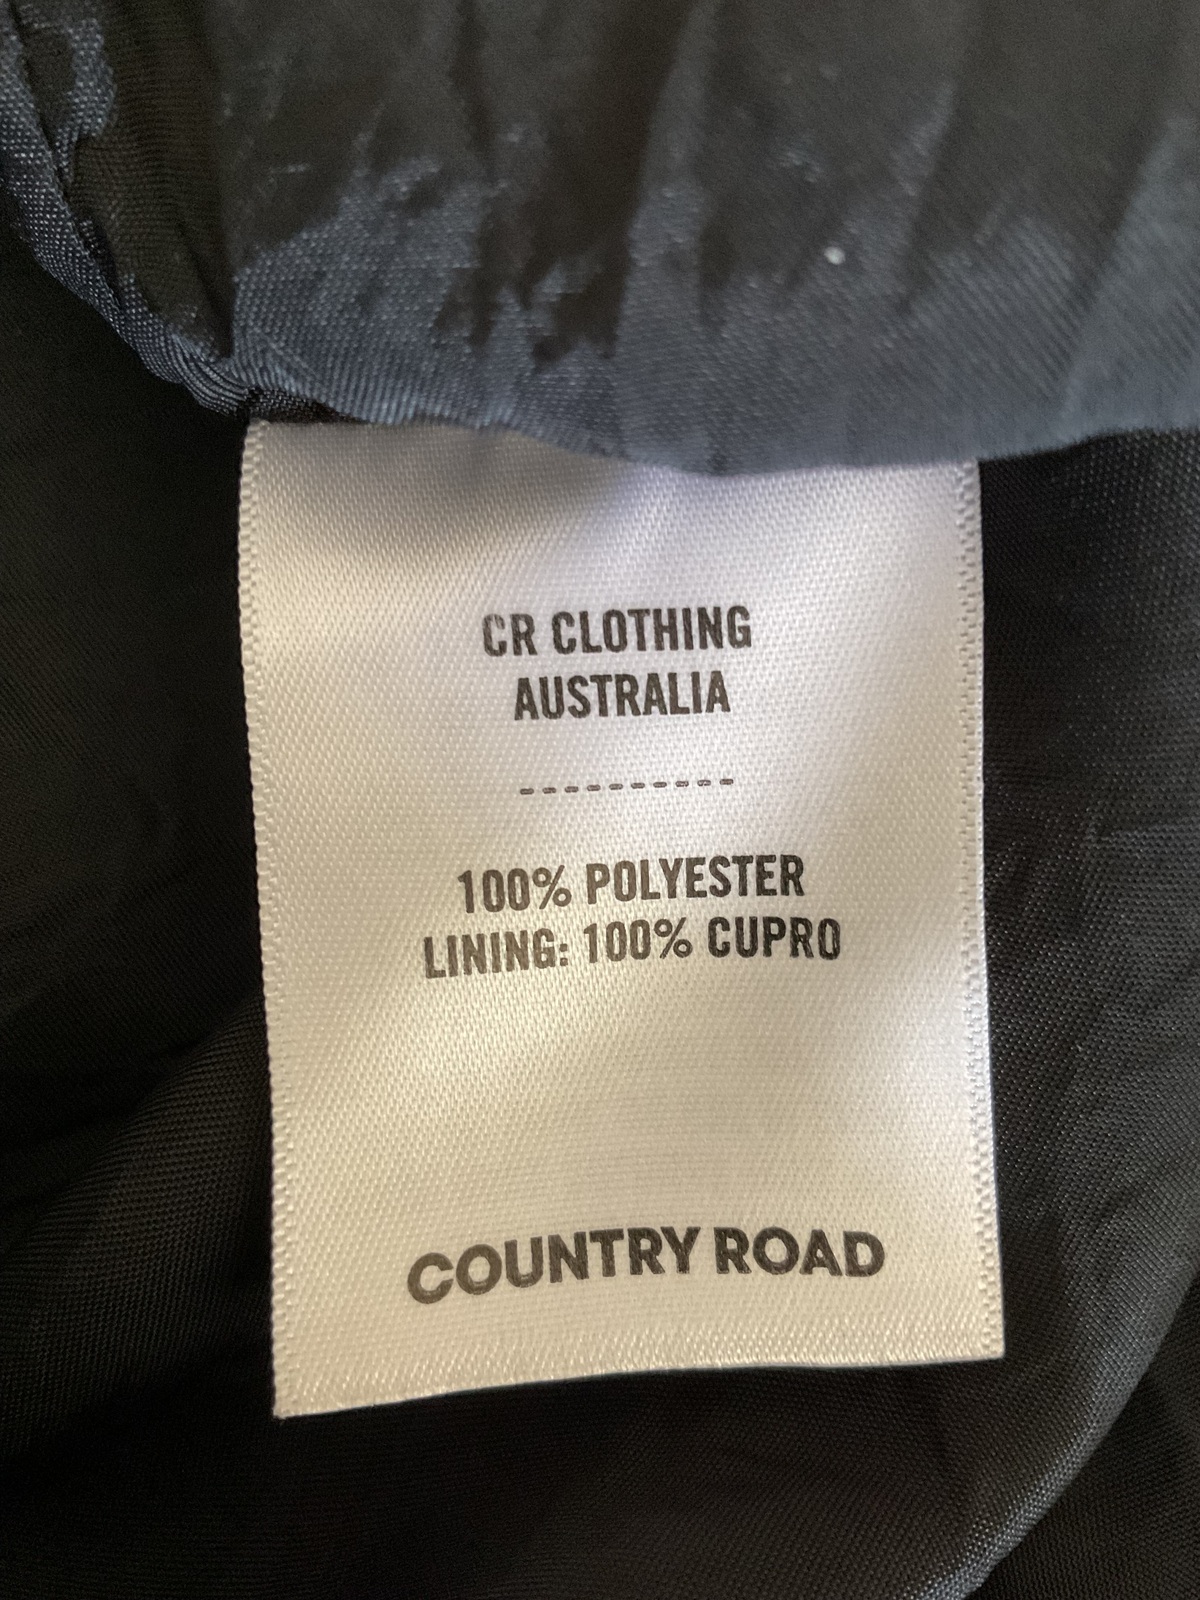 CR CLOTHING
AUSTRALIA
----------
100% POLYESTER
LINING: 100% CUPRO
COUNTRY ROAD